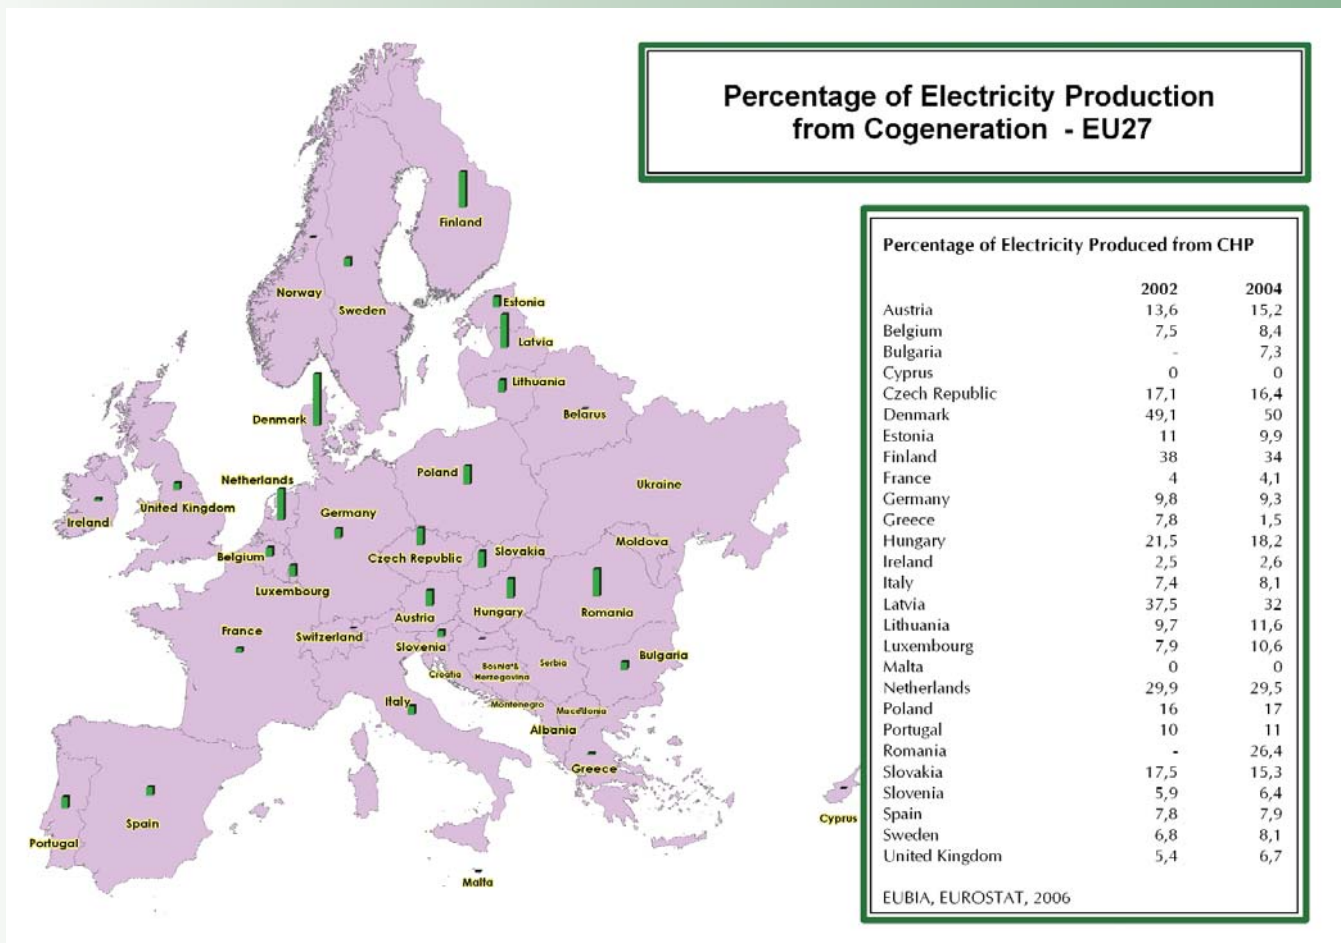 Percentage of Electricity Production
from Cogeneration - EU27
Finland
Norway
Sweden
Estonia
Latvia
Lithuania
Denmark
Belarus
Netherlands
Poland
Ukraine
Ireland
United Kingdom
Germany
Belgium
Czech Republic
Slovakia
Moldova
Luxembourg
Austria
Hungary
Romania
France
Switzerland
Slovenia
Bulgaria
Croatia
Bosnia &
Herzegovina
Serbia
Italy
Montenegro
Macedonia
Albania
Greece
Spain
Portugal
Cyprus
Malta
Percentage of Electricity Produced from CHP
2002 2004
Austria 13,6 15,2
Belgium 7,5 8,4
Bulgaria - 7,3
Cyprus 0 0
Czech Republic 17,1 16,4
Denmark 49,1 50
Estonia 11 9,9
Finland 38 34
France 4 4,1
Germany 9,8 9,3
Greece 7,8 1,5
Hungary 21,5 18,2
Ireland 2,5 2,6
Italy 7,4 8,1
Latvia 37,5 32
Lithuania 9,7 11,6
Luxembourg 7,9 10,6
Malta 0 0
Netherlands 29,9 29,5
Poland 16 17
Portugal 10 11
Romania - 26,4
Slovakia 17,5 15,3
Slovenia 5,9 6,4
Spain 7,8 7,9
Sweden 6,8 8,1
United Kingdom 5,4 6,7
EUBIA, EUROSTAT, 2006